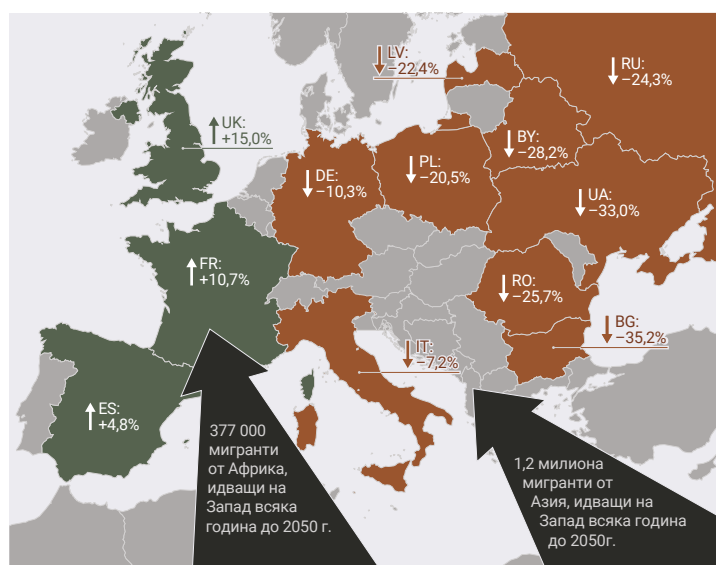 LV:
−22,4%
RU:
−24,3%
UK:
+15,0%
BY:
−28,2%
DE:
−10,3%
PL:
−20,5%
UA:
−33,0%
FR:
+10,7%
RO:
−25,7%
BG:
−35,2%
IT:
−7,2%
ES:
+4,8%
377 000
мигранти
от Африка,
идващи на
Запад всяка
година до 2050 г.
1,2 милиона
мигранти от
Азия, идващи на
Запад всяка година
до 2050г.